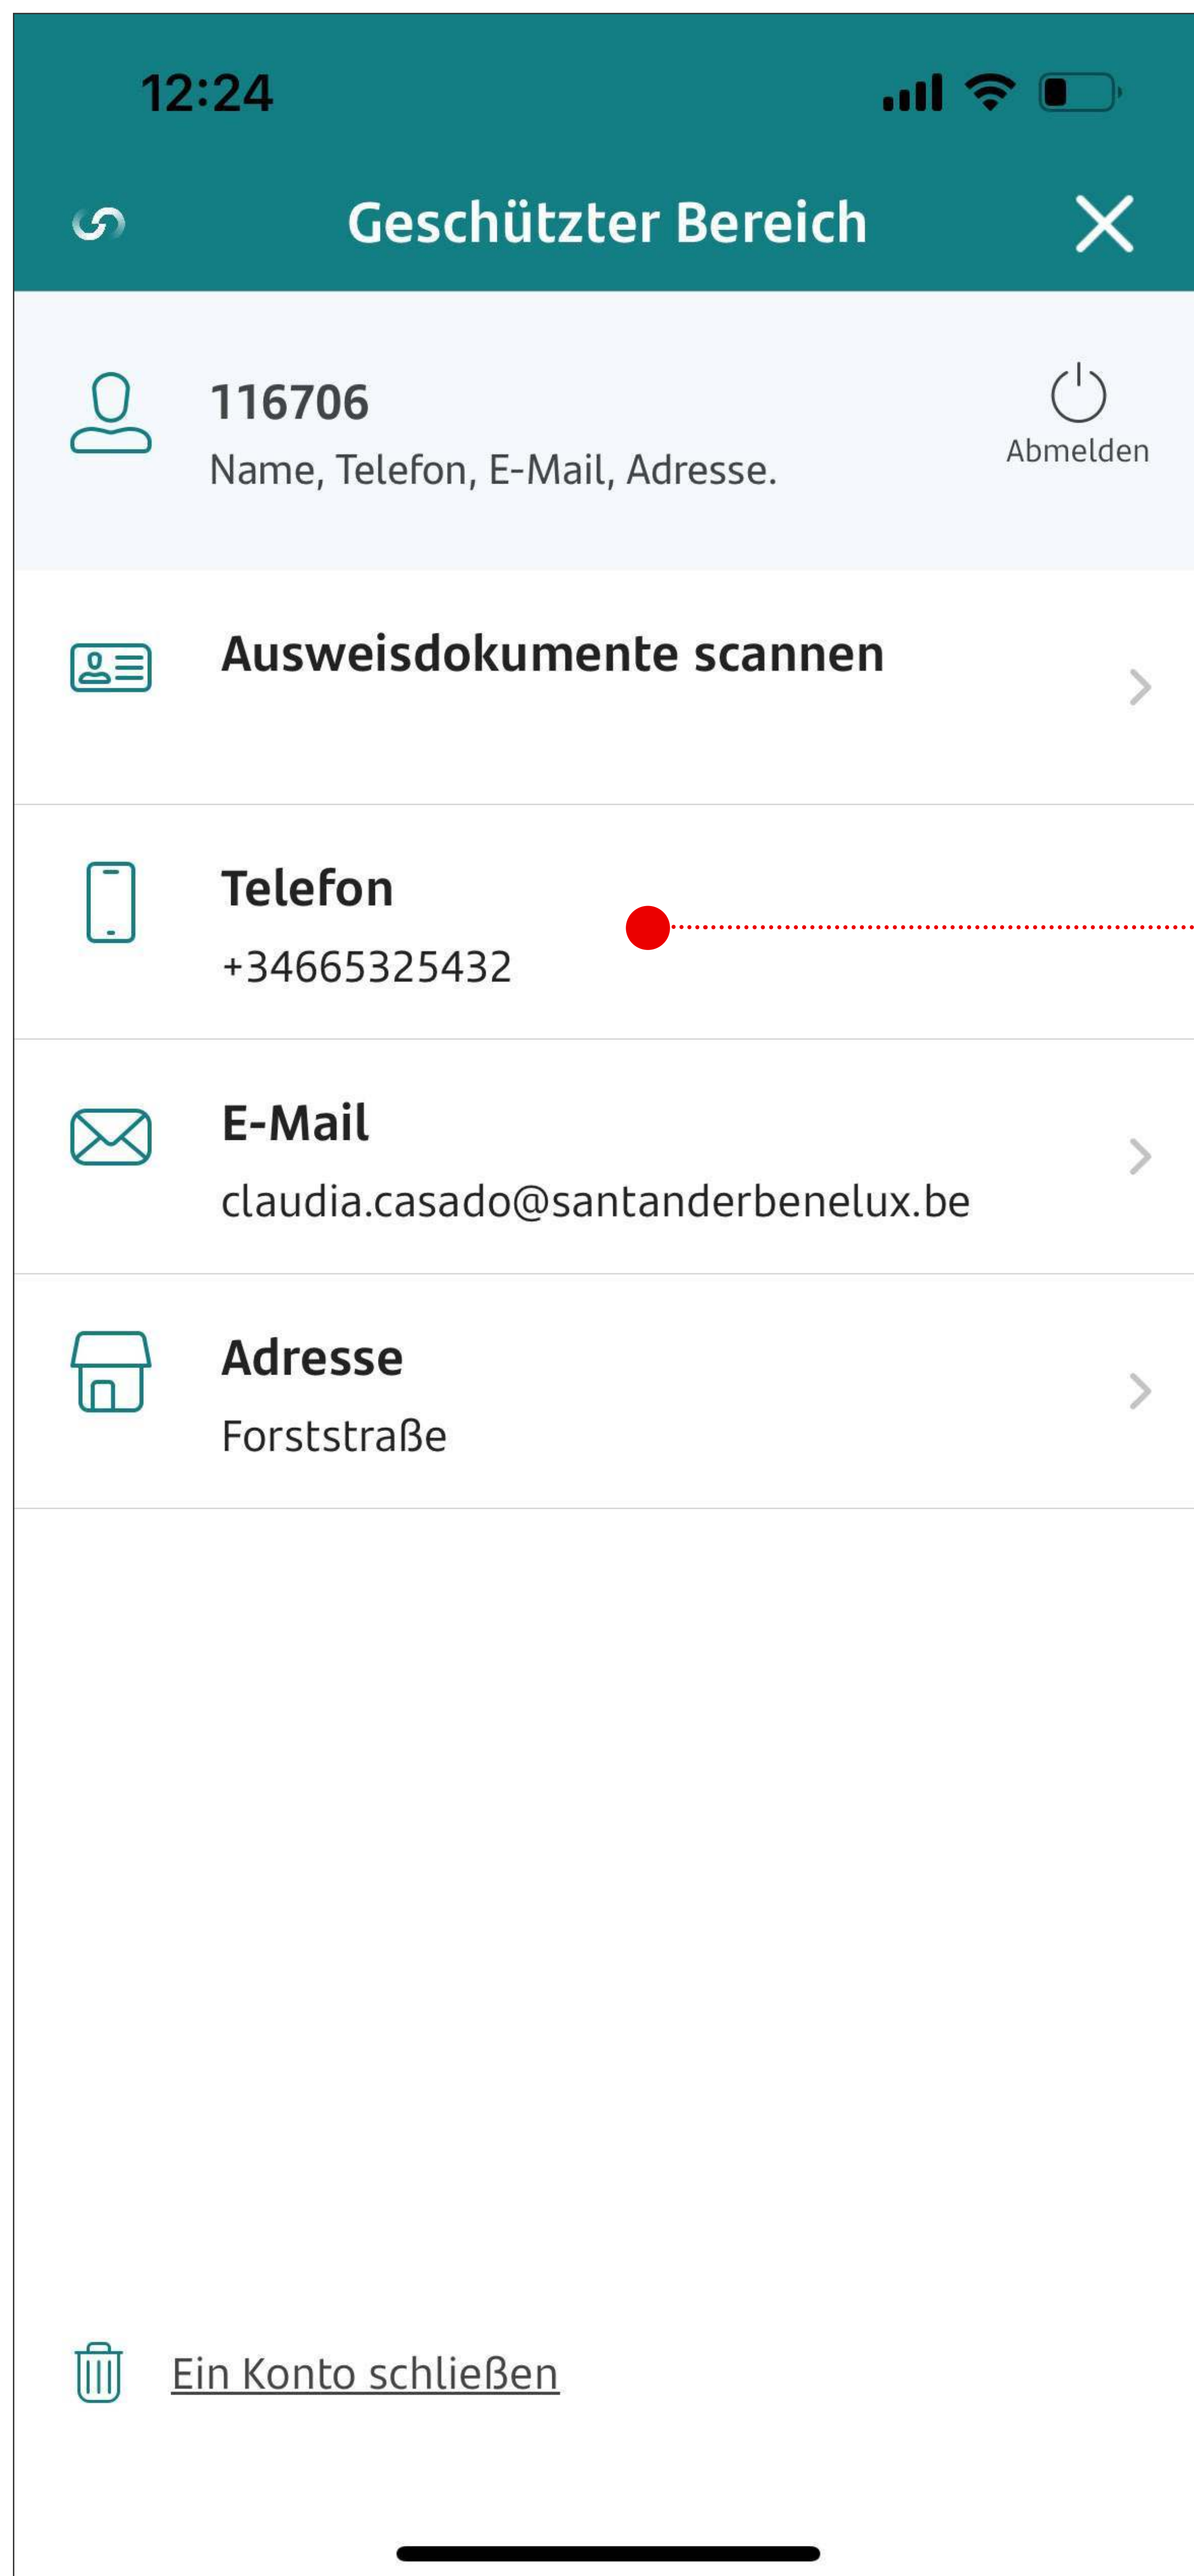 12:24
Geschützter Bereich
116706
Name, Telefon, E-Mail, Adresse.
Abmelden
Ausweisdokumente scannen
Telefon
+34665325432
E-Mail
claudia.casado@santanderbenelux.be
Adresse
Forststraße
Ein Konto schließen